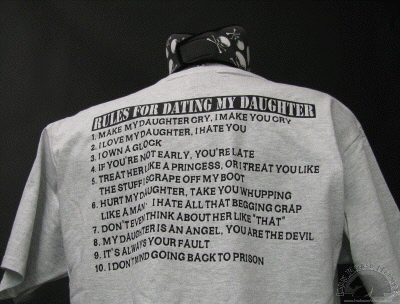 RULES FOR DATING MY DAUGHTER
1. MAKE MY DAUGHTER CRY, I MAKE YOU CRY
2. I LOVE MY DAUGHTER, I HATE YOU
3. I OWN A GLOCK
4. IF YOU'RE NOT EARLY, YOU'RE LATE
5. TREAT HER LIKE A PRINCESS, OR I TREAT YOU LIKE
THE STUFF I SCRAPE OFF MY BOOT
6. HURT MY DAUGHTER, TAKE YOU WHUPPING
LIKE A MAN. I HATE ALL THAT BEGGING CRAP
7. DON'T EVEN THINK ABOUT HER LIKE "THAT"
8. MY DAUGHTER IS AN ANGEL, YOU ARE THE DEVIL
9. IT'S ALWAYS YOUR FAULT
10. I DONT MIND GOING BACK TO PRISON